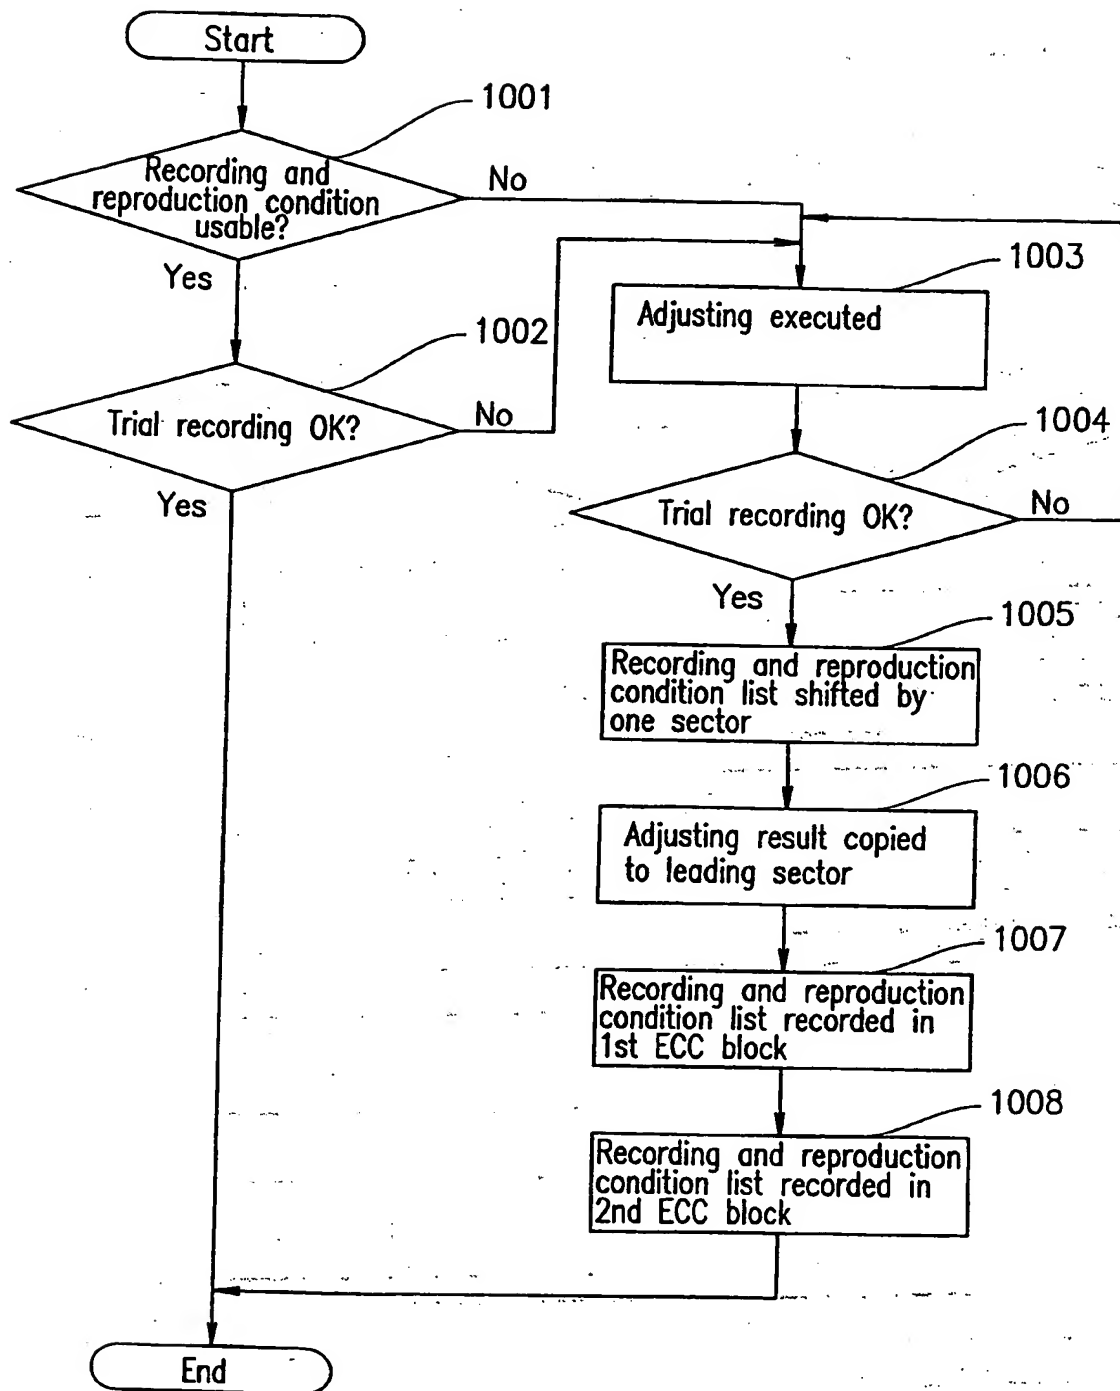 Start
1001
Recording and
reproduction condition
usable?
No
Yes
1002
Trial recording OK?
No
Yes
1003
Adjusting executed
1004
Trial recording OK?
No
Yes
1005
Recording and reproduction
condition list shifted by
one sector
1006
Adjusting result copied
to leading sector
1007
Recording and reproduction
condition list recorded in
1st ECC block
1008
Recording and reproduction
condition list recorded in
2nd ECC block
End